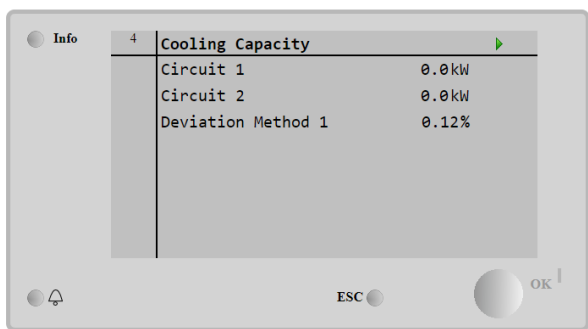 Info
4 Cooling Capacity
Circuit 1 0.0kW
Circuit 2 0.0kW
Deviation Method 1 0.12%
ESC
OK